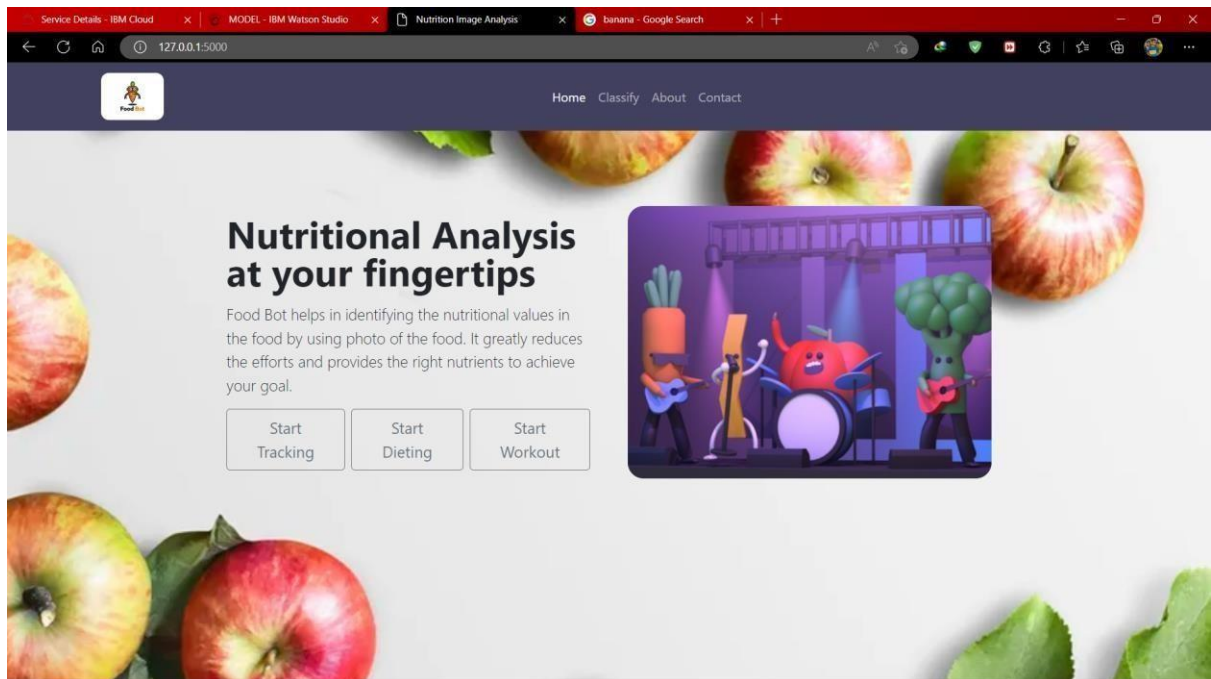 Service Details - IBM Cloud
MODEL - IBM Watson Studio
Nutrition Image Analysis
banana - Google Search
127.0.0.1:5000
Food Bot
Home Classify About Contact
Nutritional Analysis
at your fingertips
Food Bot helps in identifying the nutritional values in
the food by using photo of the food. It greatly reduces
the efforts and provides the right nutrients to achieve
your goal.
Start
Tracking
Start
Dieting
Start
Workout